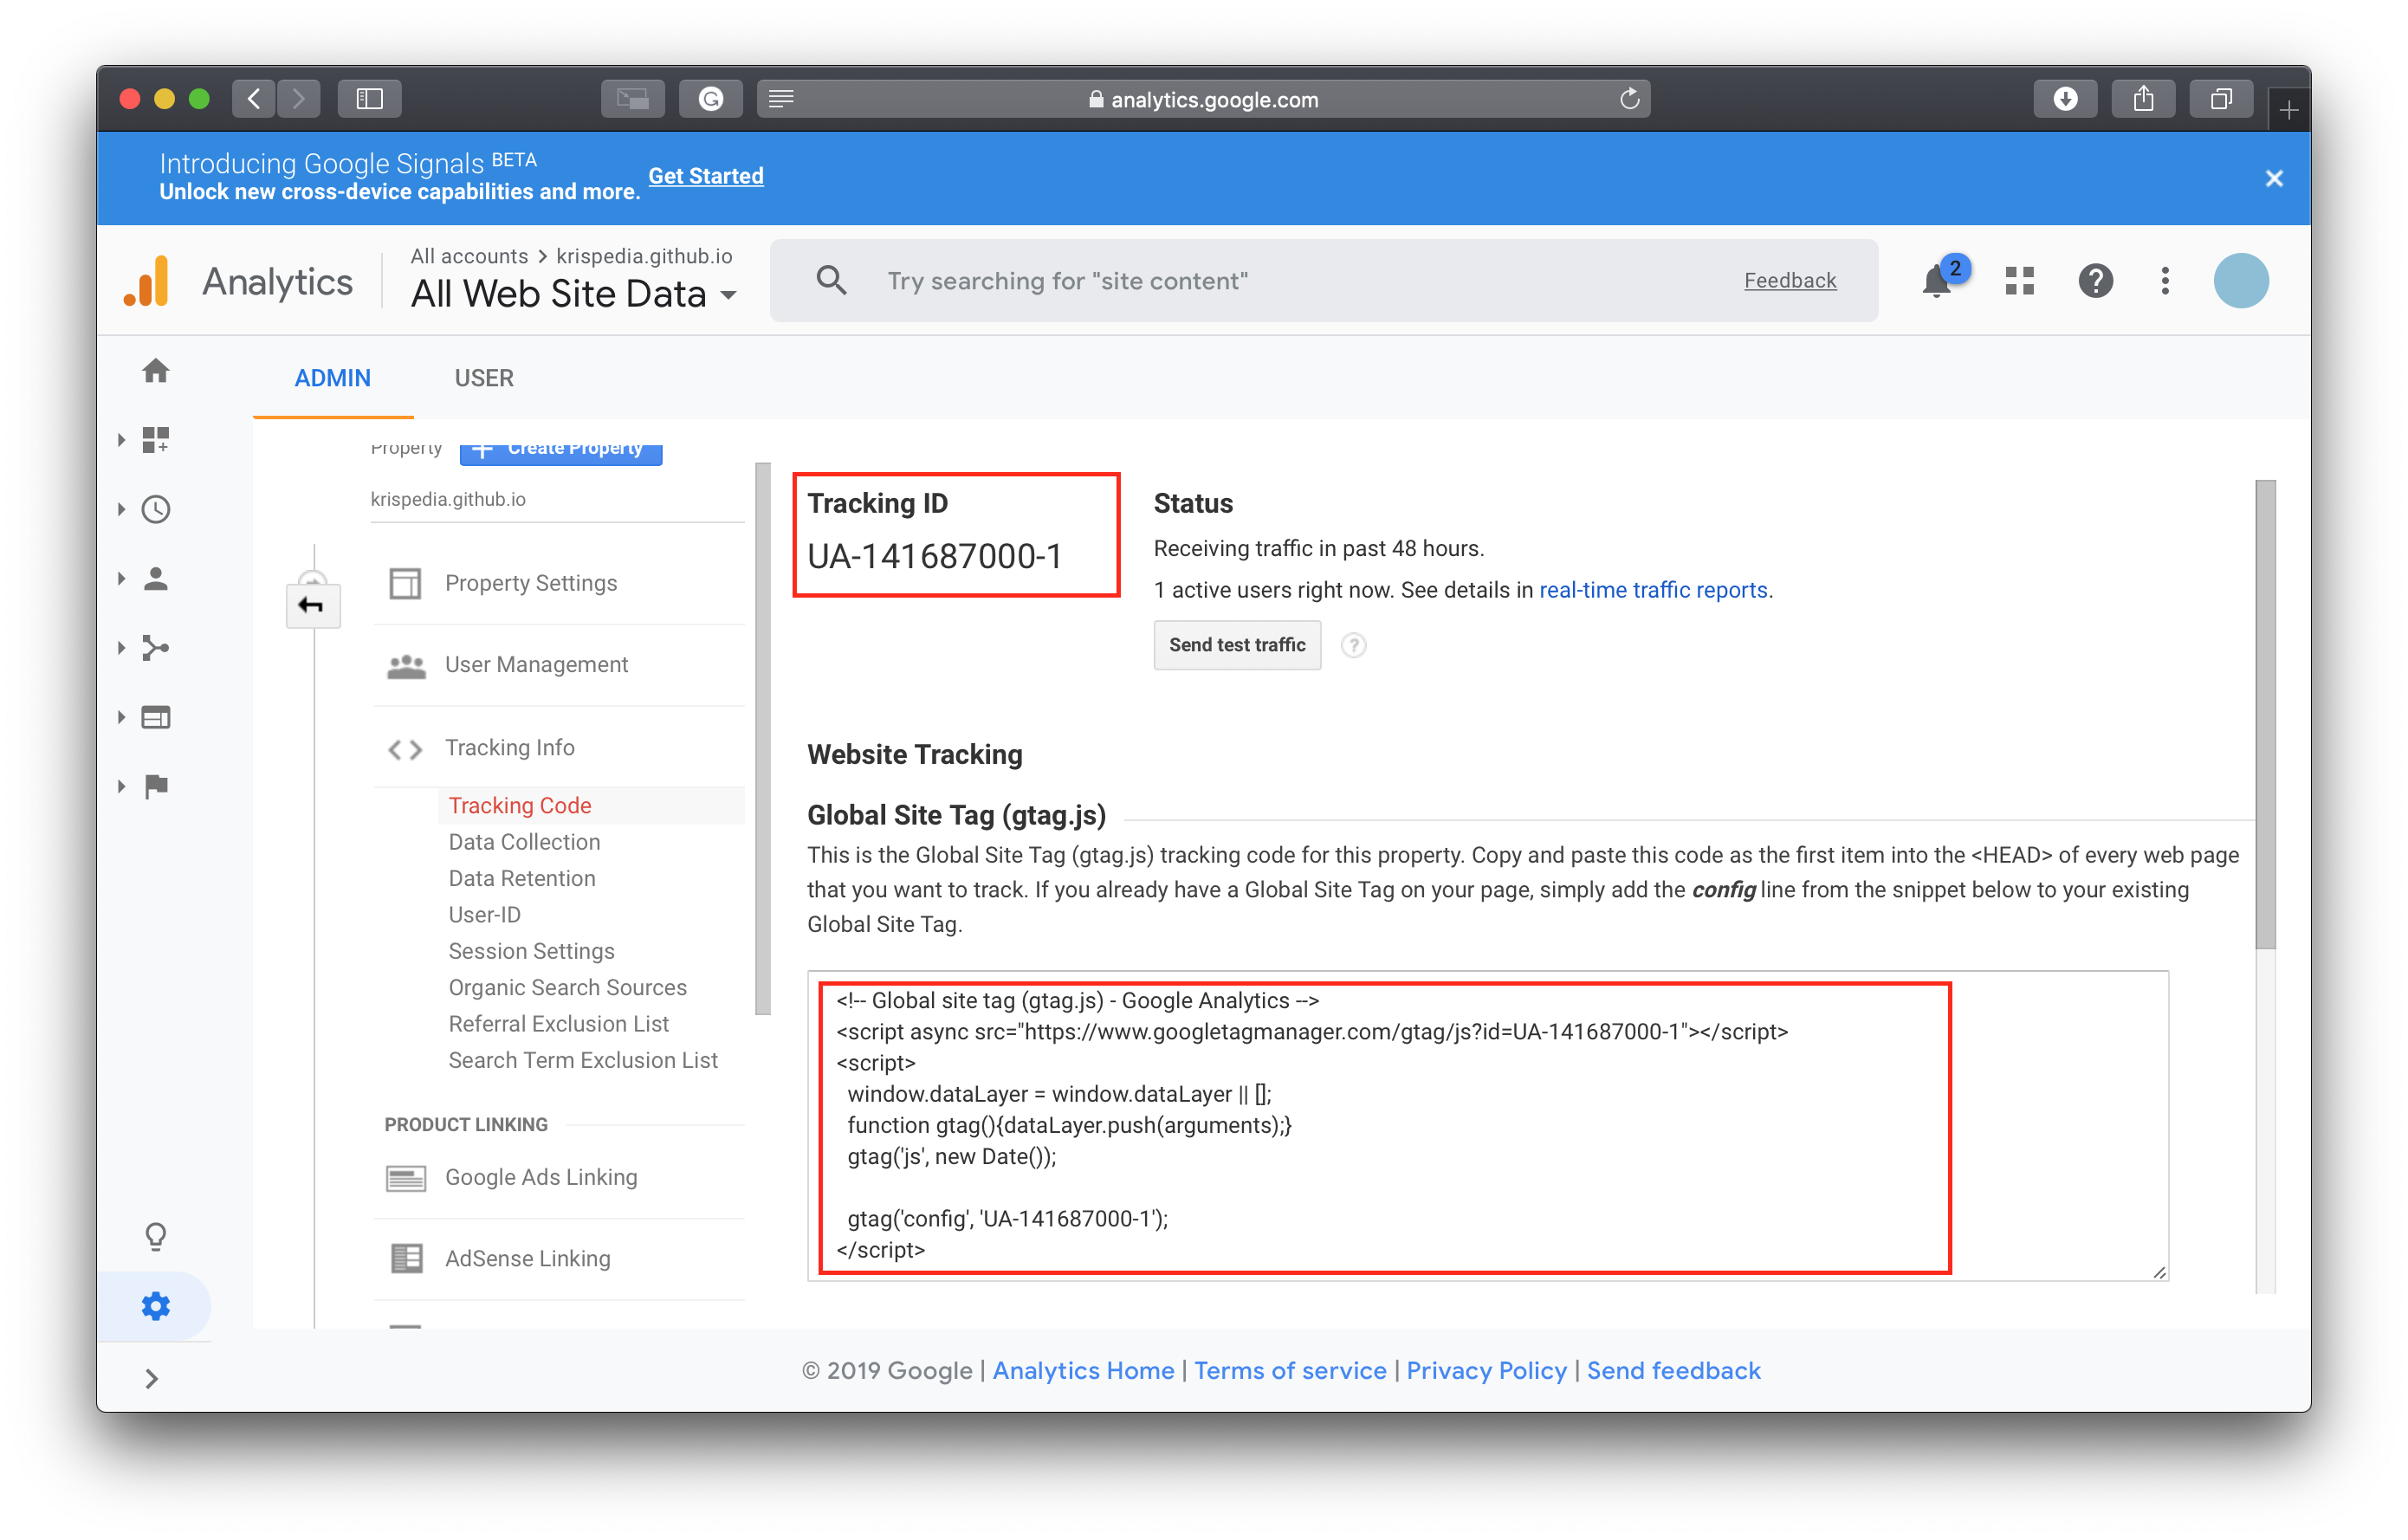 analytics.google.com
Introducing Google Signals BETA
Unlock new cross-device capabilities and more. Get Started
Analytics
All accounts > krispedia.github.io
All Web Site Data
Try searching for "site content"
Feedback
2
ADMIN
USER
Property
Create Property
krispedia.github.io
Property Settings
User Management
Tracking Info
Tracking Code
Data Collection
Data Retention
User-ID
Session Settings
Organic Search Sources
Referral Exclusion List
Search Term Exclusion List
PRODUCT LINKING
Google Ads Linking
AdSense Linking
Tracking ID
UA-141687000-1
Status
Receiving traffic in past 48 hours.
1 active users right now. See details in real-time traffic reports.
Send test traffic
?
Website Tracking
Global Site Tag (gtag.js)
This is the Global Site Tag (gtag.js) tracking code for this property. Copy and paste this code as the first item into the <HEAD> of every web page
that you want to track. If you already have a Global Site Tag on your page, simply add the config line from the snippet below to your existing
Global Site Tag.
<!-- Global site tag (gtag.js) - Google Analytics -->
<script async src="https://www.googletagmanager.com/gtag/js?id=UA-141687000-1"></script>
<script>
window.dataLayer = window.dataLayer || [];
function gtag(){dataLayer.push(arguments);}
gtag('js', new Date());
gtag('config', 'UA-141687000-1');
</script>
© 2019 Google | Analytics Home | Terms of service | Privacy Policy | Send feedback